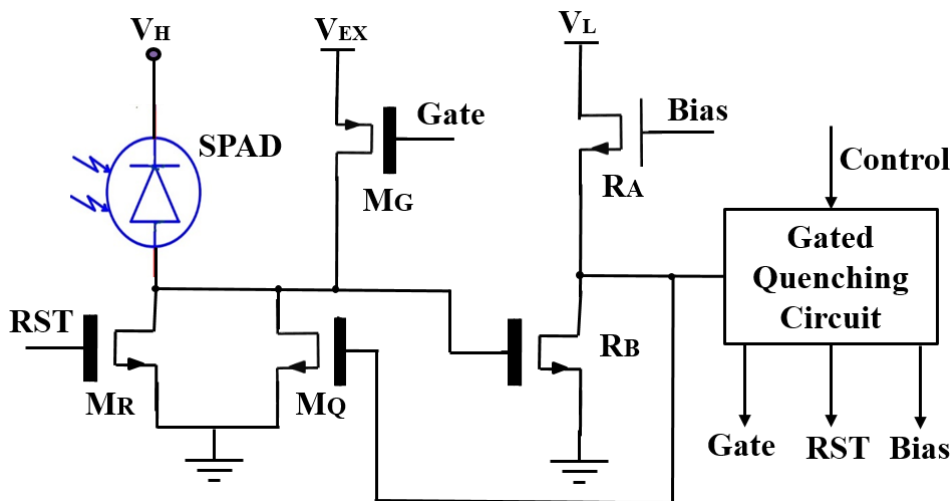 VH
VEX
VL
SPAD
Gate
MG
Bias
RA
Control
Gated
Quenching
Circuit
RST
MR
MQ
RB
Gate
RST
Bias